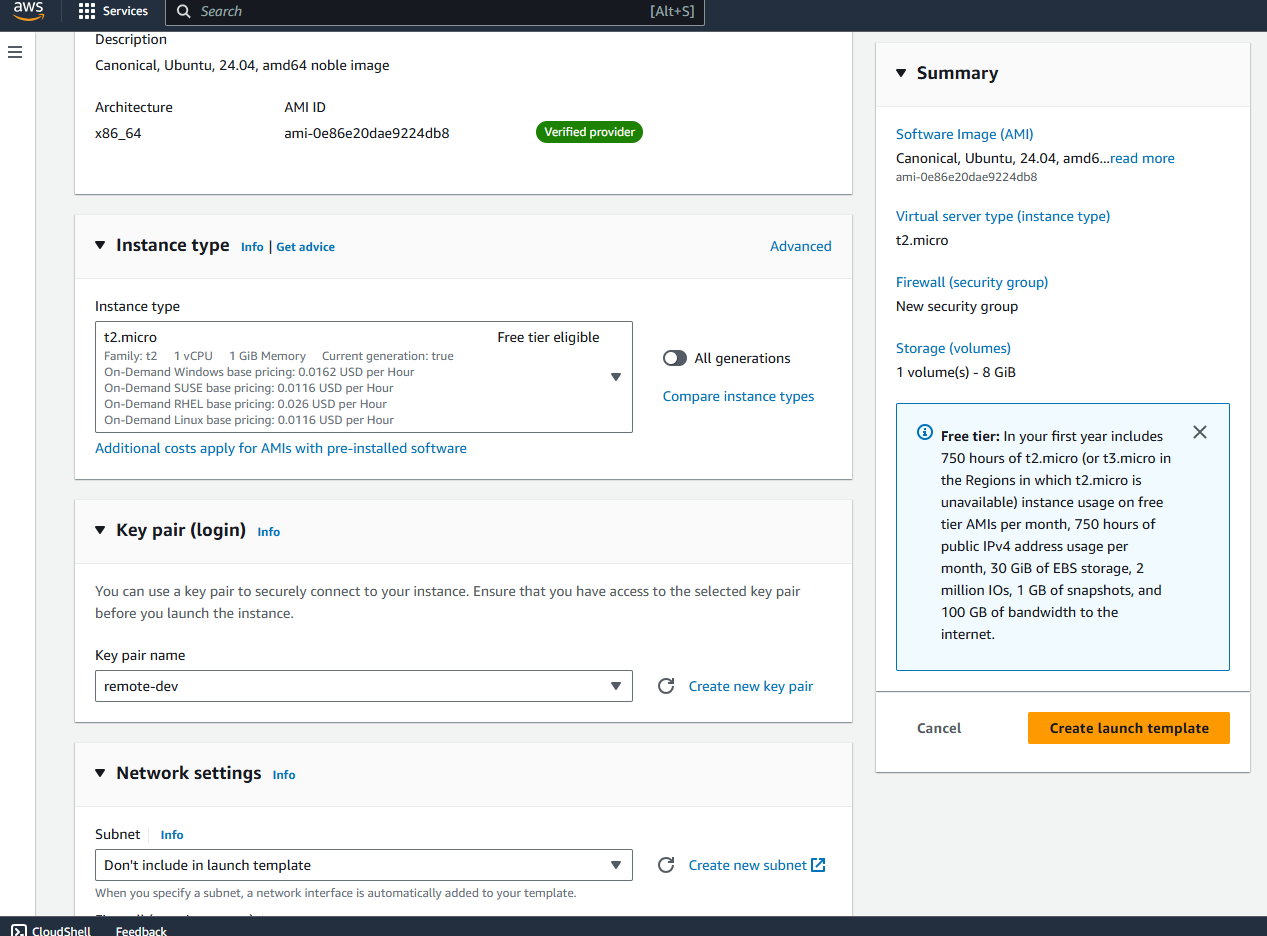 aws
Services
Search
[Alt+S]
Description
Canonical, Ubuntu, 24.04, amd64 noble image
Architecture
AMI ID
x86_64
ami-0e86e20dae9224db8
Verified provider
Instance type Info | Get advice
Advanced
Instance type
t2.micro
Free tier eligible
Family: t2 1 vCPU 1 GiB Memory Current generation: true
On-Demand Windows base pricing: 0.0162 USD per Hour
On-Demand SUSE base pricing: 0.0116 USD per Hour
On-Demand RHEL base pricing: 0.026 USD per Hour
On-Demand Linux base pricing: 0.0116 USD per Hour
All generations
Compare instance types
Additional costs apply for AMIs with pre-installed software
Key pair (login) Info
You can use a key pair to securely connect to your instance. Ensure that you have access to the selected key pair
before you launch the instance.
Key pair name
remote-dev
Create new key pair
Network settings Info
Subnet Info
Don't include in launch template
Create new subnet
When you specify a subnet, a network interface is automatically added to your template.
Summary
Software Image (AMI)
Canonical, Ubuntu, 24.04, amd6...read more
ami-0e86e20dae9224db8
Virtual server type (instance type)
t2.micro
Firewall (security group)
New security group
Storage (volumes)
1 volume(s) - 8 GiB
Free tier: In your first year includes
750 hours of t2.micro (or t3.micro in
the Regions in which t2.micro is
unavailable) instance usage on free
tier AMIs per month, 750 hours of
public IPv4 address usage per
month, 30 GiB of EBS storage, 2
million IOs, 1 GB of snapshots, and
100 GB of bandwidth to the
internet.
Cancel
Create launch template
CloudShell
Feedback